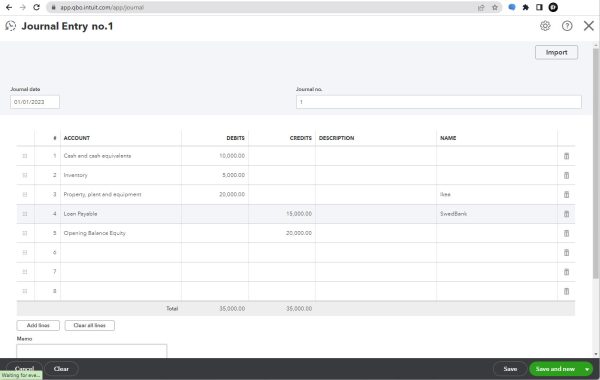 app.qbo.intuit.com/app/journal
Journal Entry no.1
Import
Journal date
Journal no.
01/01/2023
1
# ACCOUNT DEBITS CREDITS DESCRIPTION NAME
1 Cash and cash equivalents 10,000.00
2 Inventory 5,000.00
3 Property, plant and equipment 20,000.00 Ikea
4 Loan Payable 15,000.00 SwedBank
5 Opening Balance Equity 20,000.00
6
7
8
Total 35,000.00 35,000.00
Add lines Clear all lines
Memo
Cancel Clear Save Save and new
Waiting for eve...